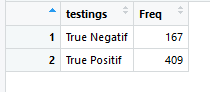 testings Freq
1 True Negatif 167
2 True Positif 409